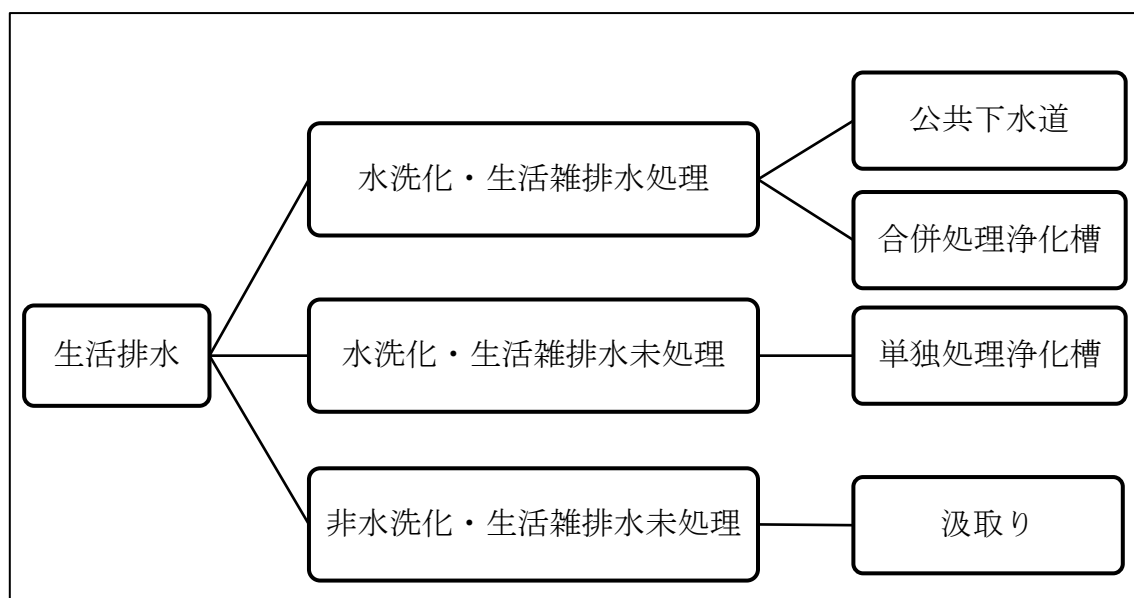 生活排水
水洗化・生活雑排水処理
公共下水道
合併処理浄化槽
水洗化・生活雑排水未処理
単独処理浄化槽
非水洗化・生活雑排水未処理
汲取り